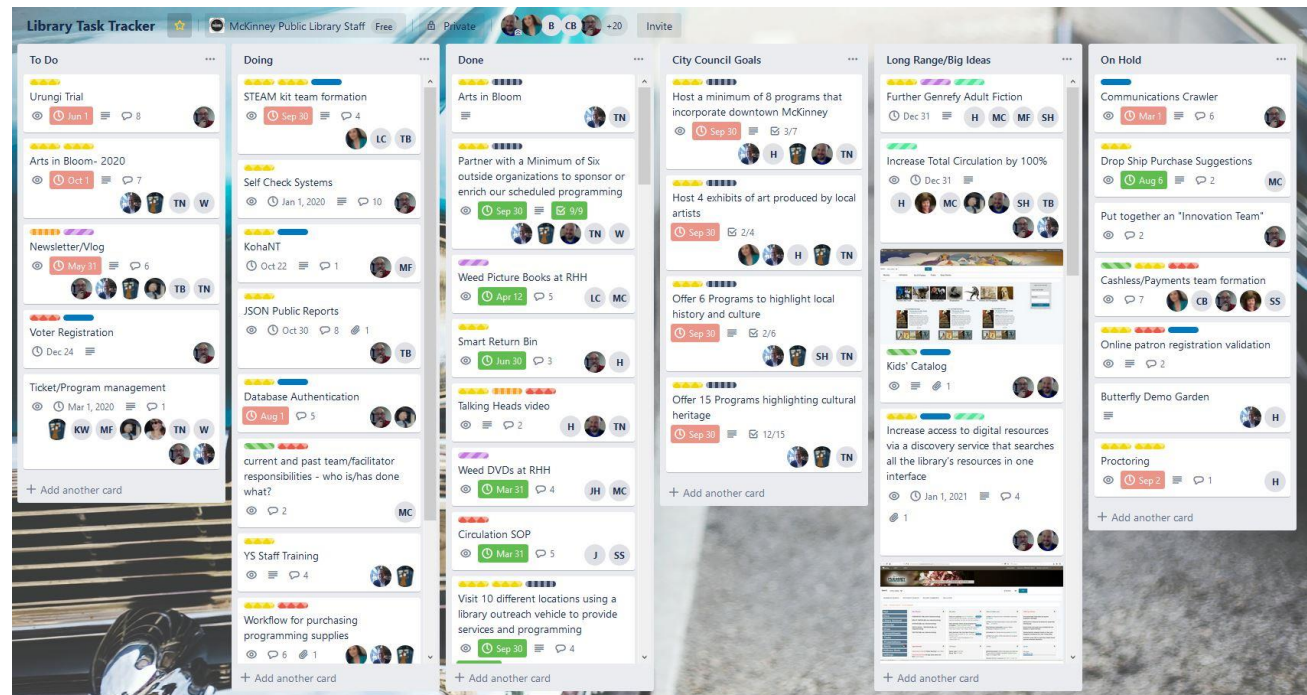 Library Task Tracker
McKinney Public Library Staff Free
Private
B
CB
+20
Invite
To Do
Urungi Trial
Jun 1
8
Arts in Bloom- 2020
Oct 1
7
TN W
Newsletter/Vlog
May 31
6
TB TN
Voter Registration
Dec 24
Ticket/Program management
Mar 1, 2020
1
KW MF TN W
+ Add another card
Doing
STEAM kit team formation
Sep 30
4
LC TB
Self Check Systems
Jan 1, 2020
10
KohaNT
Oct 22
1
MF
JSON Public Reports
Oct 30
8
1
TB
Database Authentication
Aug 1
5
current and past team/facilitator
responsibilities - who is/has done
what?
2
MC
YS Staff Training
4
Workflow for purchasing
programming supplies
6
1
+ Add another card
Done
Arts in Bloom
TN
Partner with a Minimum of Six
outside organizations to sponsor or
enrich our scheduled programming
Sep 30
9/9
TN W
Weed Picture Books at RHH
Apr 12
5
LC MC
Smart Return Bin
Jun 30
3
H
Talking Heads video
2
H TN
Weed DVDs at RHH
Mar 31
4
JH MC
Circulation SOP
Mar 31
5
J SS
Visit 10 different locations using a
library outreach vehicle to provide
services and programming
Sep 30
4
+ Add another card
City Council Goals
Host a minimum of 8 programs that
incorporate downtown McKinney
Sep 30
3/7
H TN
Host 4 exhibits of art produced by local
artists
Sep 30
2/4
H TN
Offer 6 Programs to highlight local
history and culture
Sep 30
2/6
SH TN
Offer 15 Programs highlighting cultural
heritage
Sep 30
12/15
TN
+ Add another card
Long Range/Big Ideas
Further Genrefy Adult Fiction
Dec 31
H MC MF SH
Increase Total Circulation by 100%
Dec 31
H MC SH TB
Kids' Catalog
1
Increase access to digital resources
via a discovery service that searches
all the library's resources in one
interface
Jan 1, 2021
4
1
+ Add another card
On Hold
Communications Crawler
Mar 1
6
Drop Ship Purchase Suggestions
Aug 6
2
MC
Put together an "Innovation Team"
2
Cashless/Payments team formation
7
CB SS
Online patron registration validation
2
Butterfly Demo Garden
H
Proctoring
Sep 2
1
H
+ Add another card